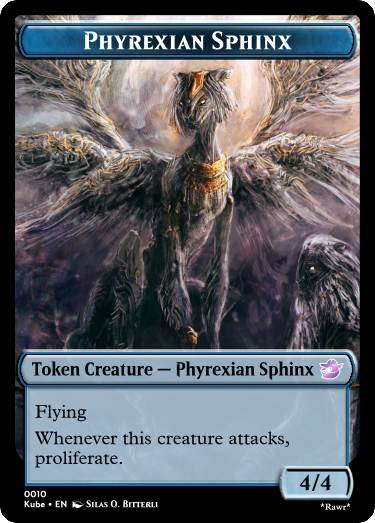 Phyrexian Sphinx
Token Creature — Phyrexian Sphinx
Flying
Whenever this creature attacks,
proliferate.
4/4
0010
Kube • EN Silas O. Bitterli
*Rawr*